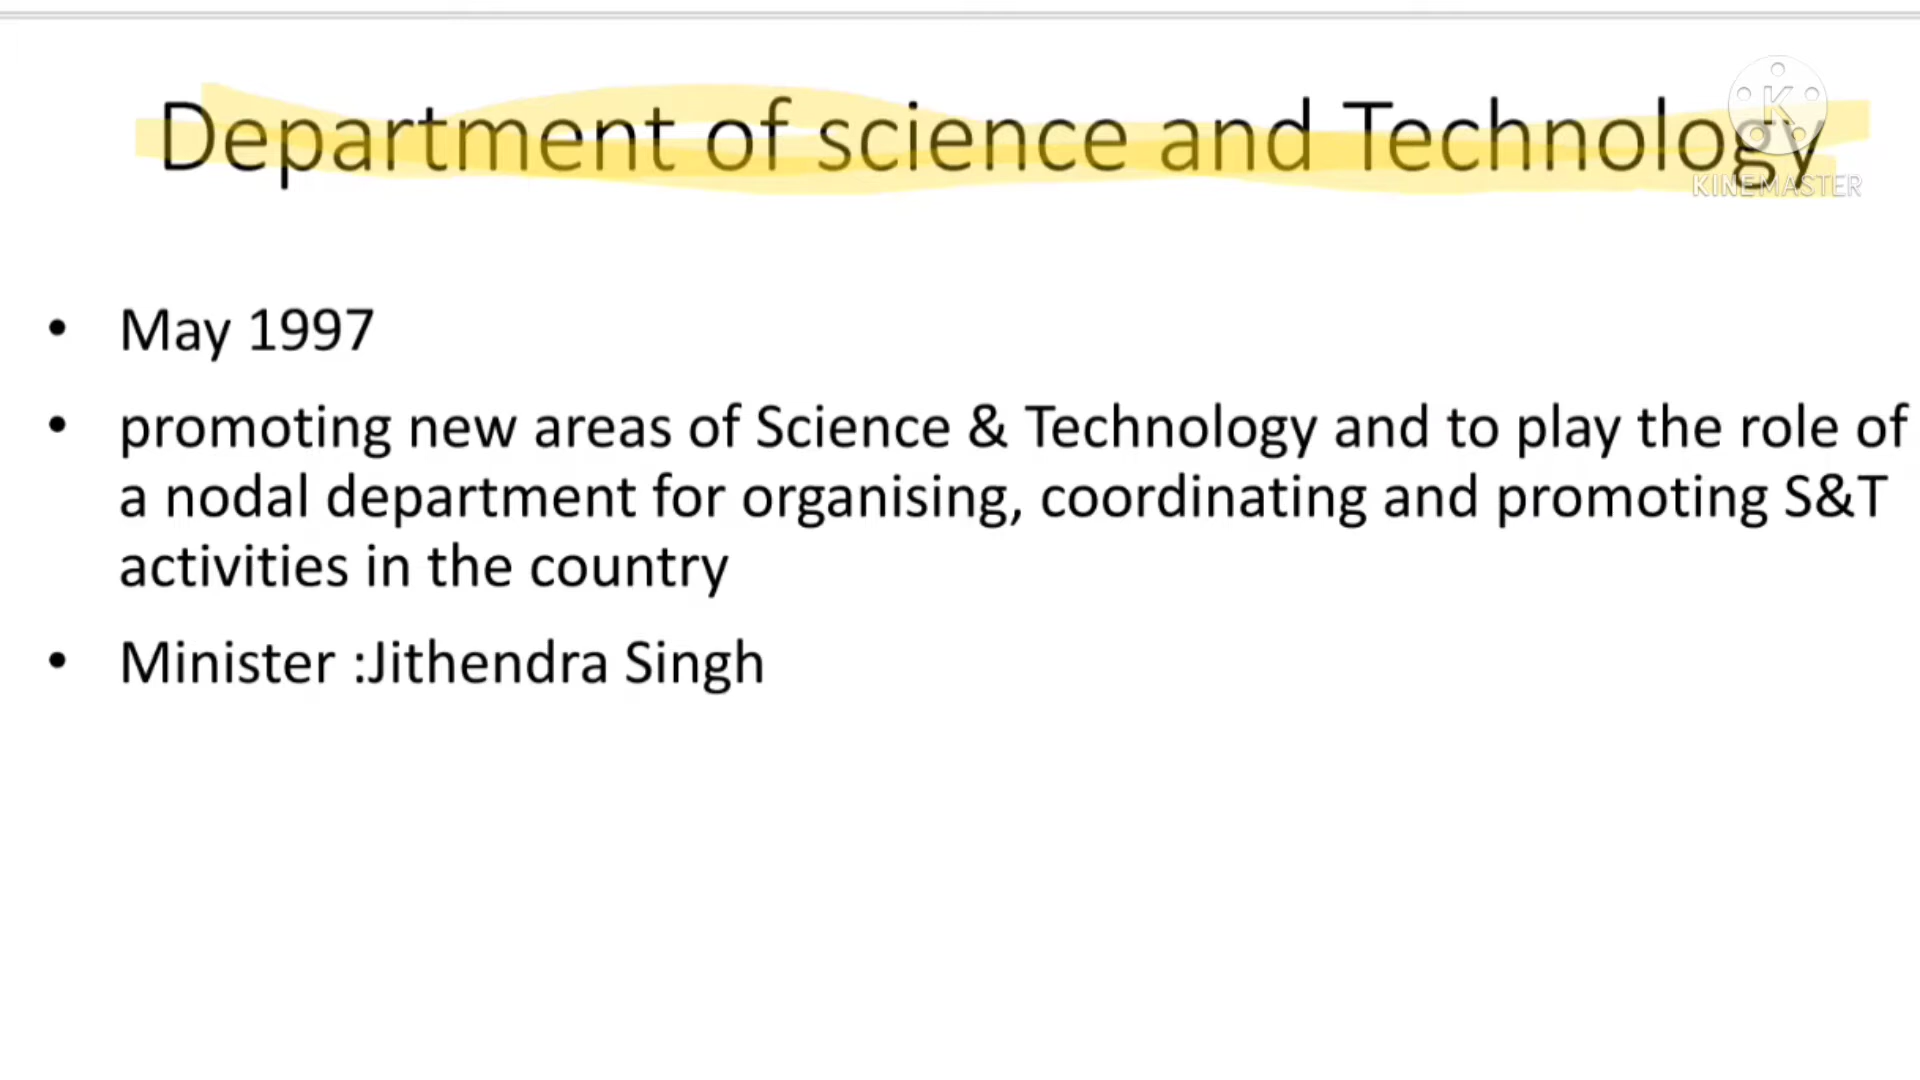 Department of science and Technology
KINEMASTER
• May 1997
• promoting new areas of Science & Technology and to play the role of
a nodal department for organising, coordinating and promoting S&T
activities in the country
• Minister :Jithendra Singh